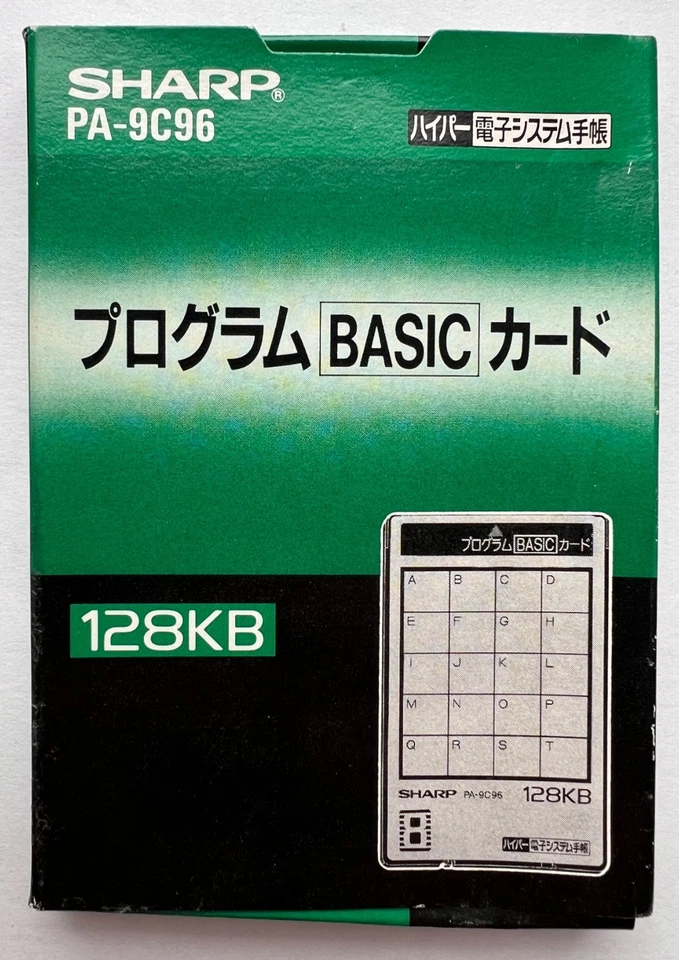 SHARP®
PA-9C96
ハイパー電子システム手帳
プログラム BASIC カード
128KB
プログラム BASIC カード
A B C D
E F G H
I J K L
M N O P
Q R S T
SHARP PA-9C96 128KB
ハイパー電子システム手帳